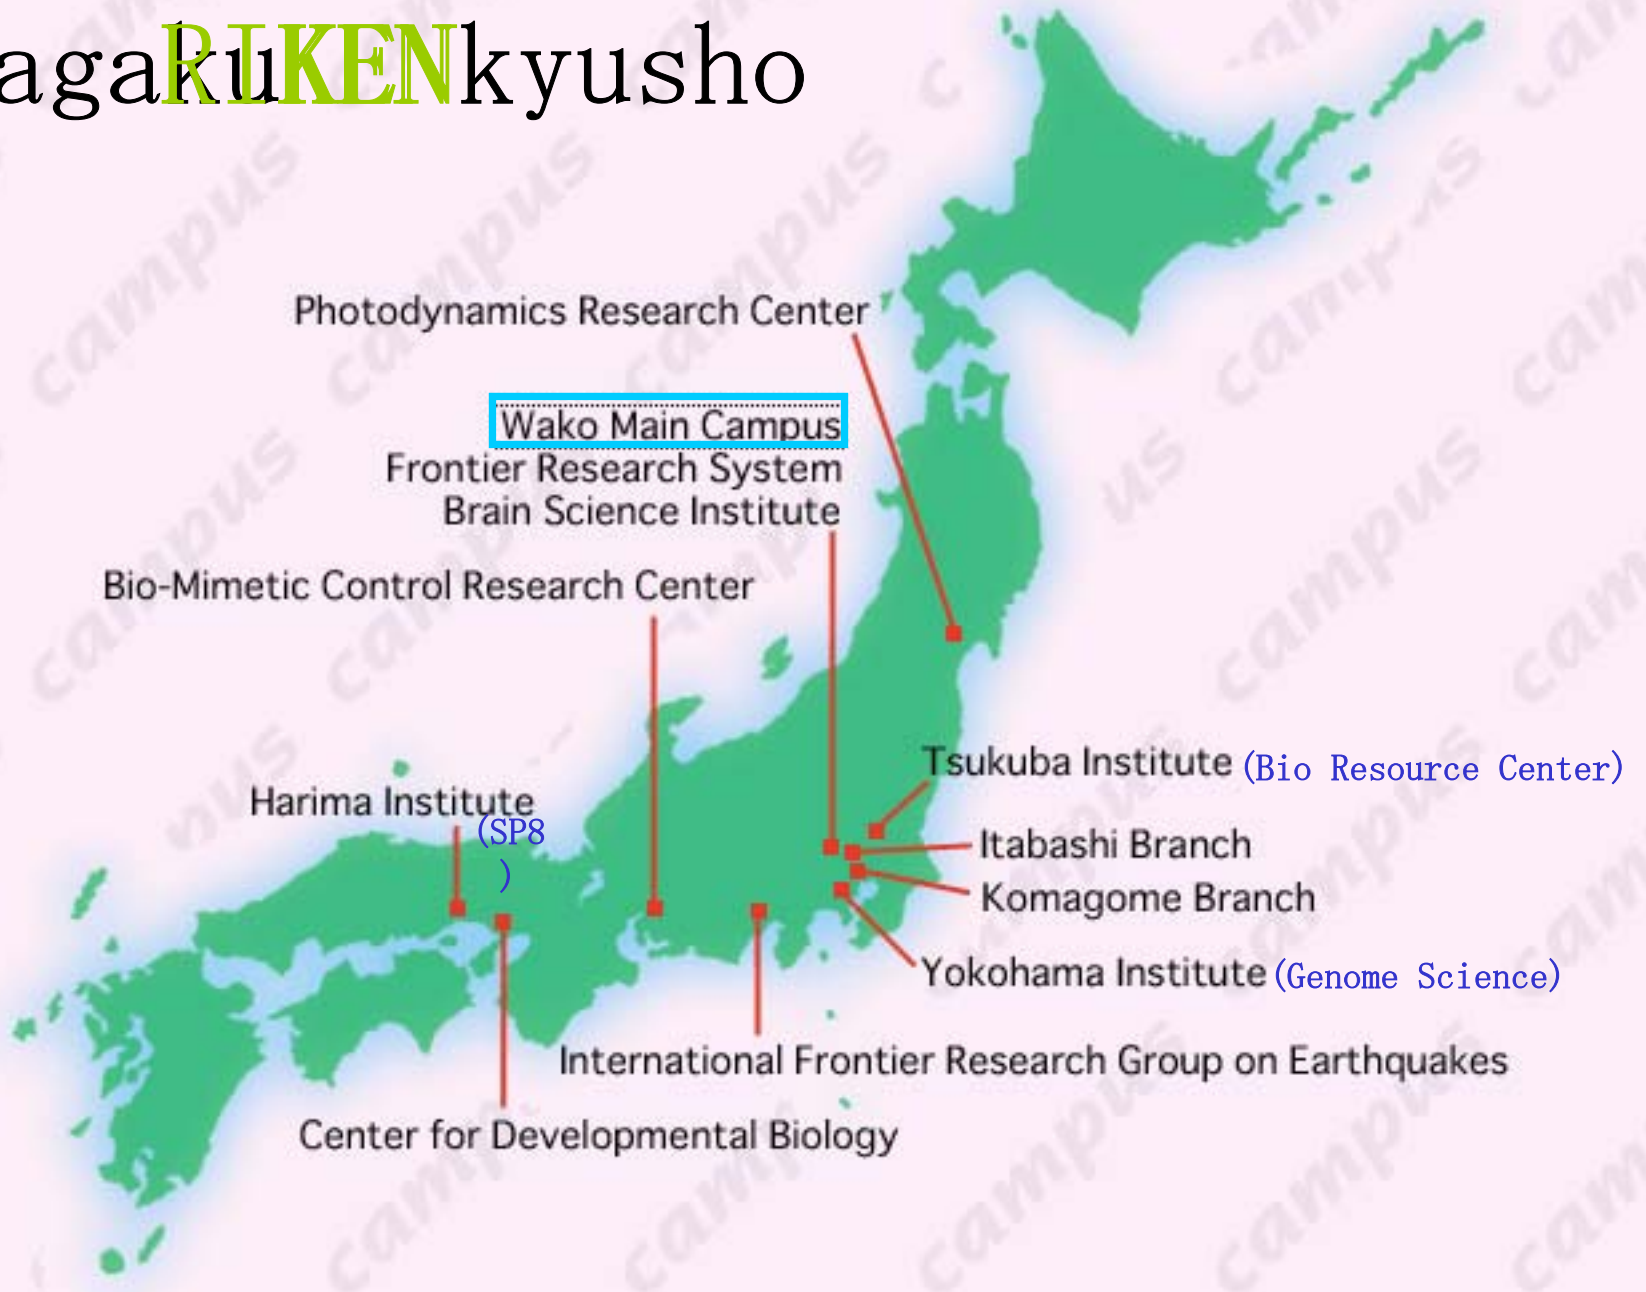 agakuRIKENkyusho
Photodynamics Research Center
Wako Main Campus
Frontier Research System
Brain Science Institute
Bio-Mimetic Control Research Center
Tsukuba Institute (Bio Resource Center)
Harima Institute
(SP8
)
Itabashi Branch
Komagome Branch
Yokohama Institute (Genome Science)
International Frontier Research Group on Earthquakes
Center for Developmental Biology
campus